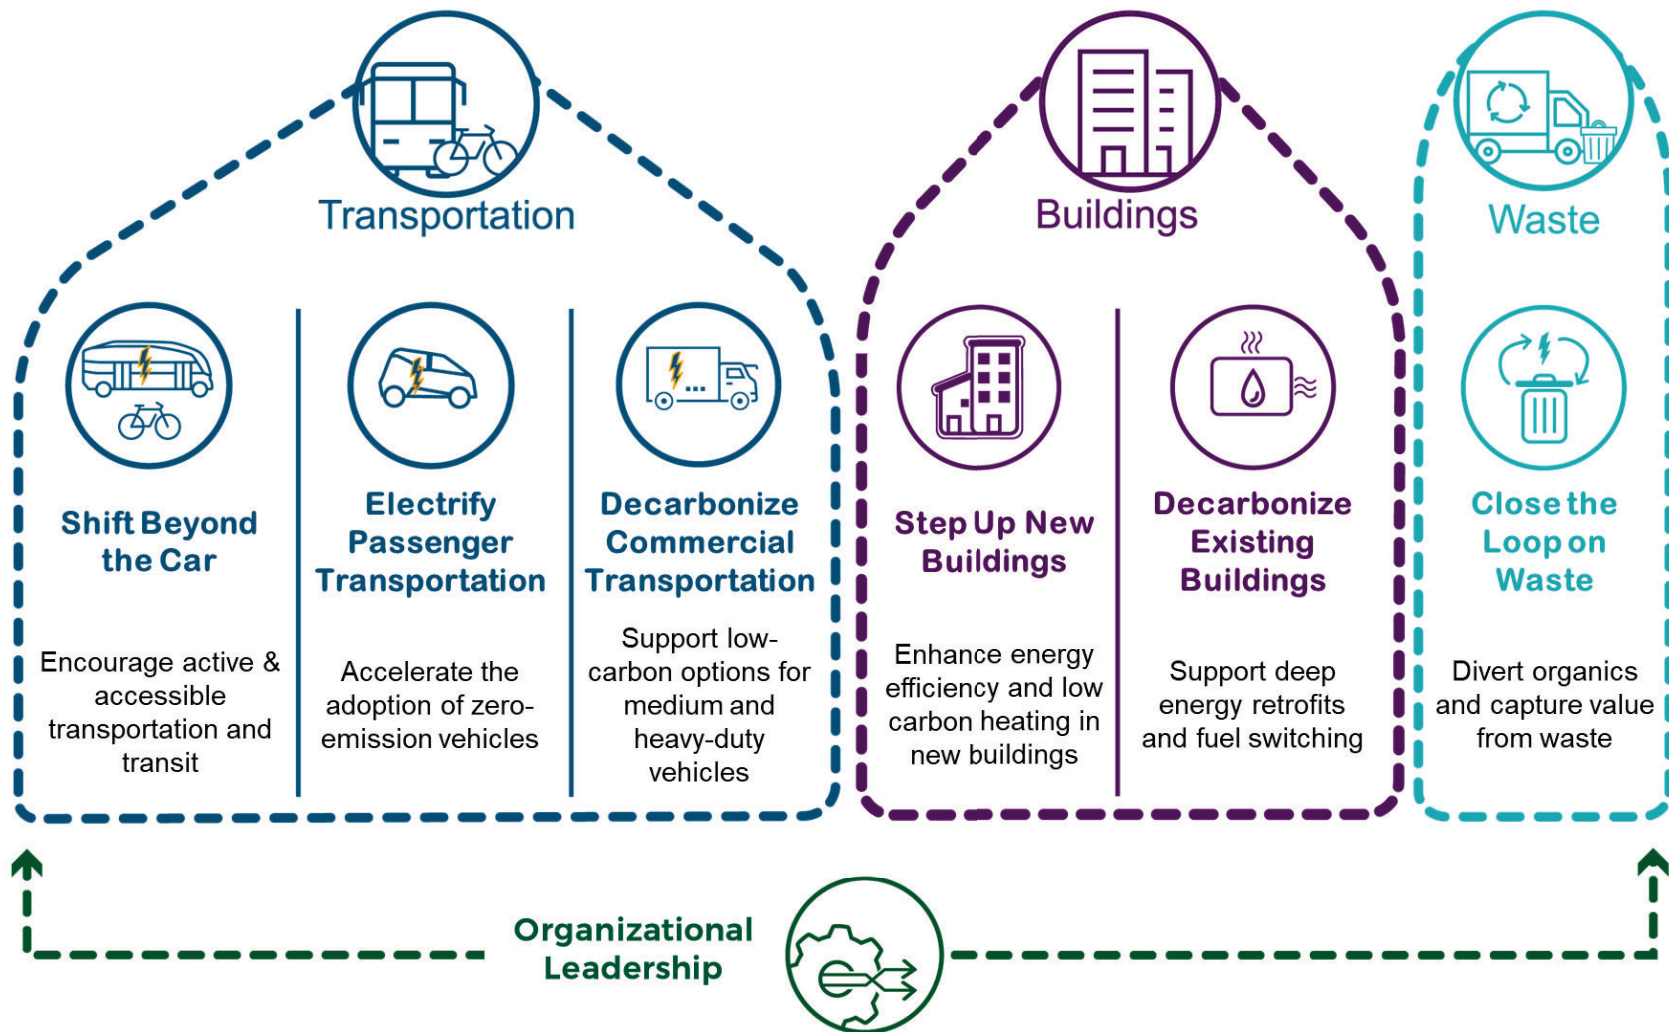 Transportation
Shift Beyond
the Car
Encourage active &
accessible
transportation and
transit
Electrify
Passenger
Transportation
Accelerate the
adoption of zero-
emission vehicles
Decarbonize
Commercial
Transportation
Support low-
carbon options for
medium and
heavy-duty
vehicles
Buildings
Step Up New
Buildings
Enhance energy
efficiency and low
carbon heating in
new buildings
Decarbonize
Existing
Buildings
Support deep
energy retrofits
and fuel switching
Waste
Close the
Loop on
Waste
Divert organics
and capture value
from waste
Organizational
Leadership